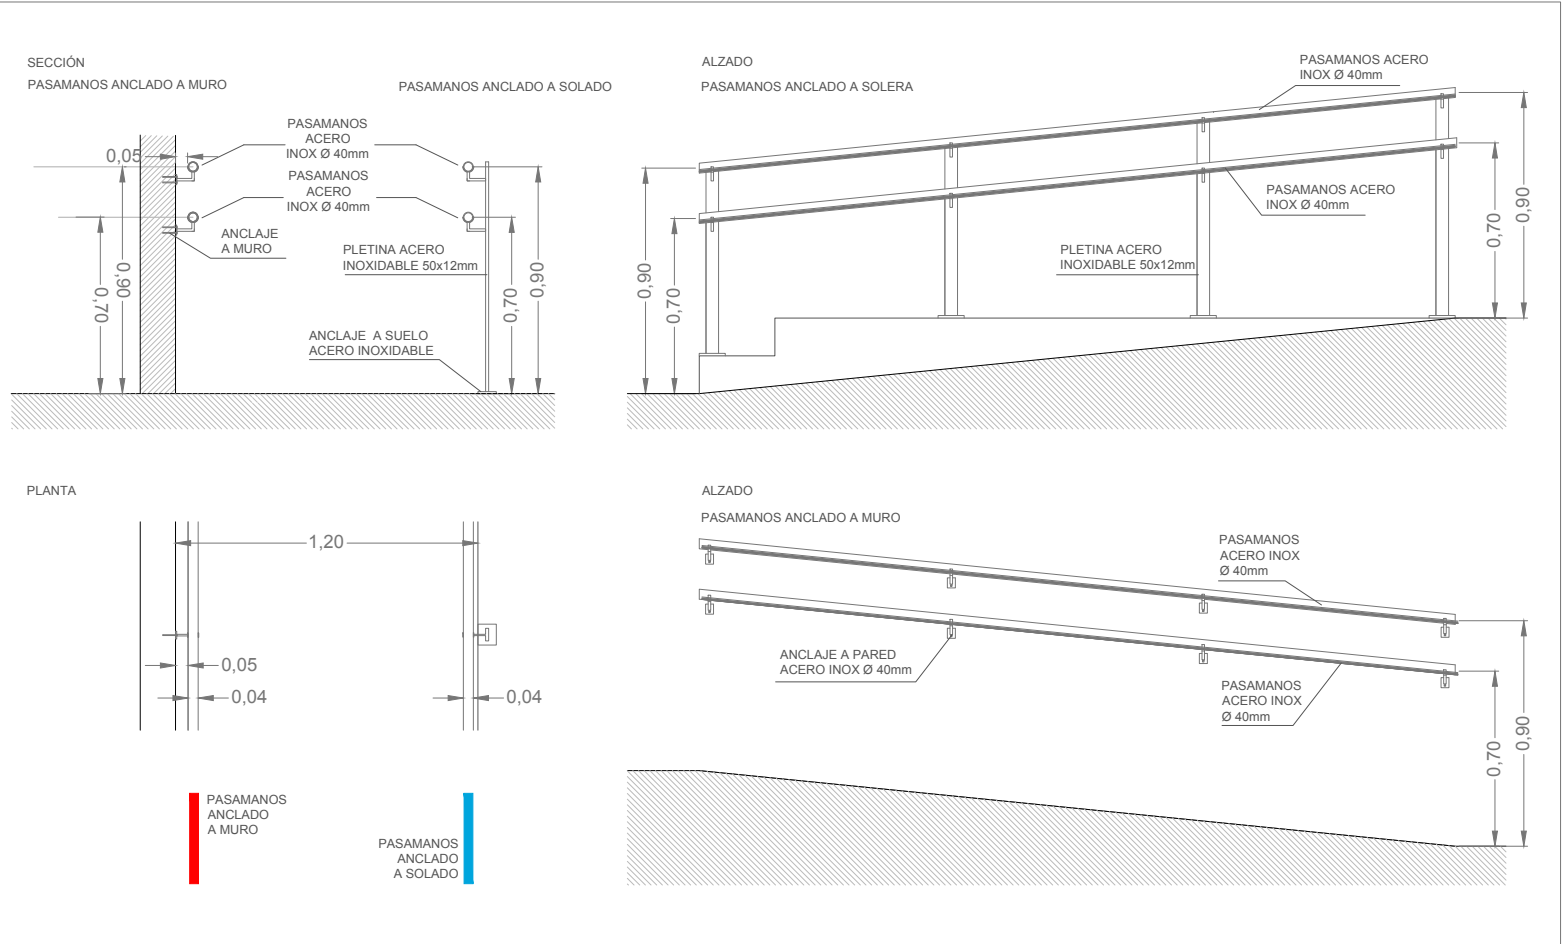 SECCIÓN
PASAMANOS ANCLADO A MURO
PASAMANOS ANCLADO A SOLADO
PASAMANOS
ACERO
INOX Ø 40mm
0,05
PASAMANOS
ACERO
INOX Ø 40mm
ANCLAJE
A MURO
PLETINA ACERO
INOXIDABLE 50x12mm
0,90
0,70
0,70
0,90
ANCLAJE A SUELO
ACERO INOXIDABLE
ALZADO
PASAMANOS ANCLADO A SOLERA
PASAMANOS ACERO
INOX Ø 40mm
PASAMANOS ACERO
INOX Ø 40mm
PLETINA ACERO
INOXIDABLE 50x12mm
0,90
0,70
0,70
0,90
PLANTA
1,20
0,05
0,04
0,04
PASAMANOS
ANCLADO
A MURO
PASAMANOS
ANCLADO
A SOLADO
ALZADO
PASAMANOS ANCLADO A MURO
PASAMANOS
ACERO INOX
Ø 40mm
ANCLAJE A PARED
ACERO INOX Ø 40mm
PASAMANOS
ACERO INOX
Ø 40mm
0,70
0,90